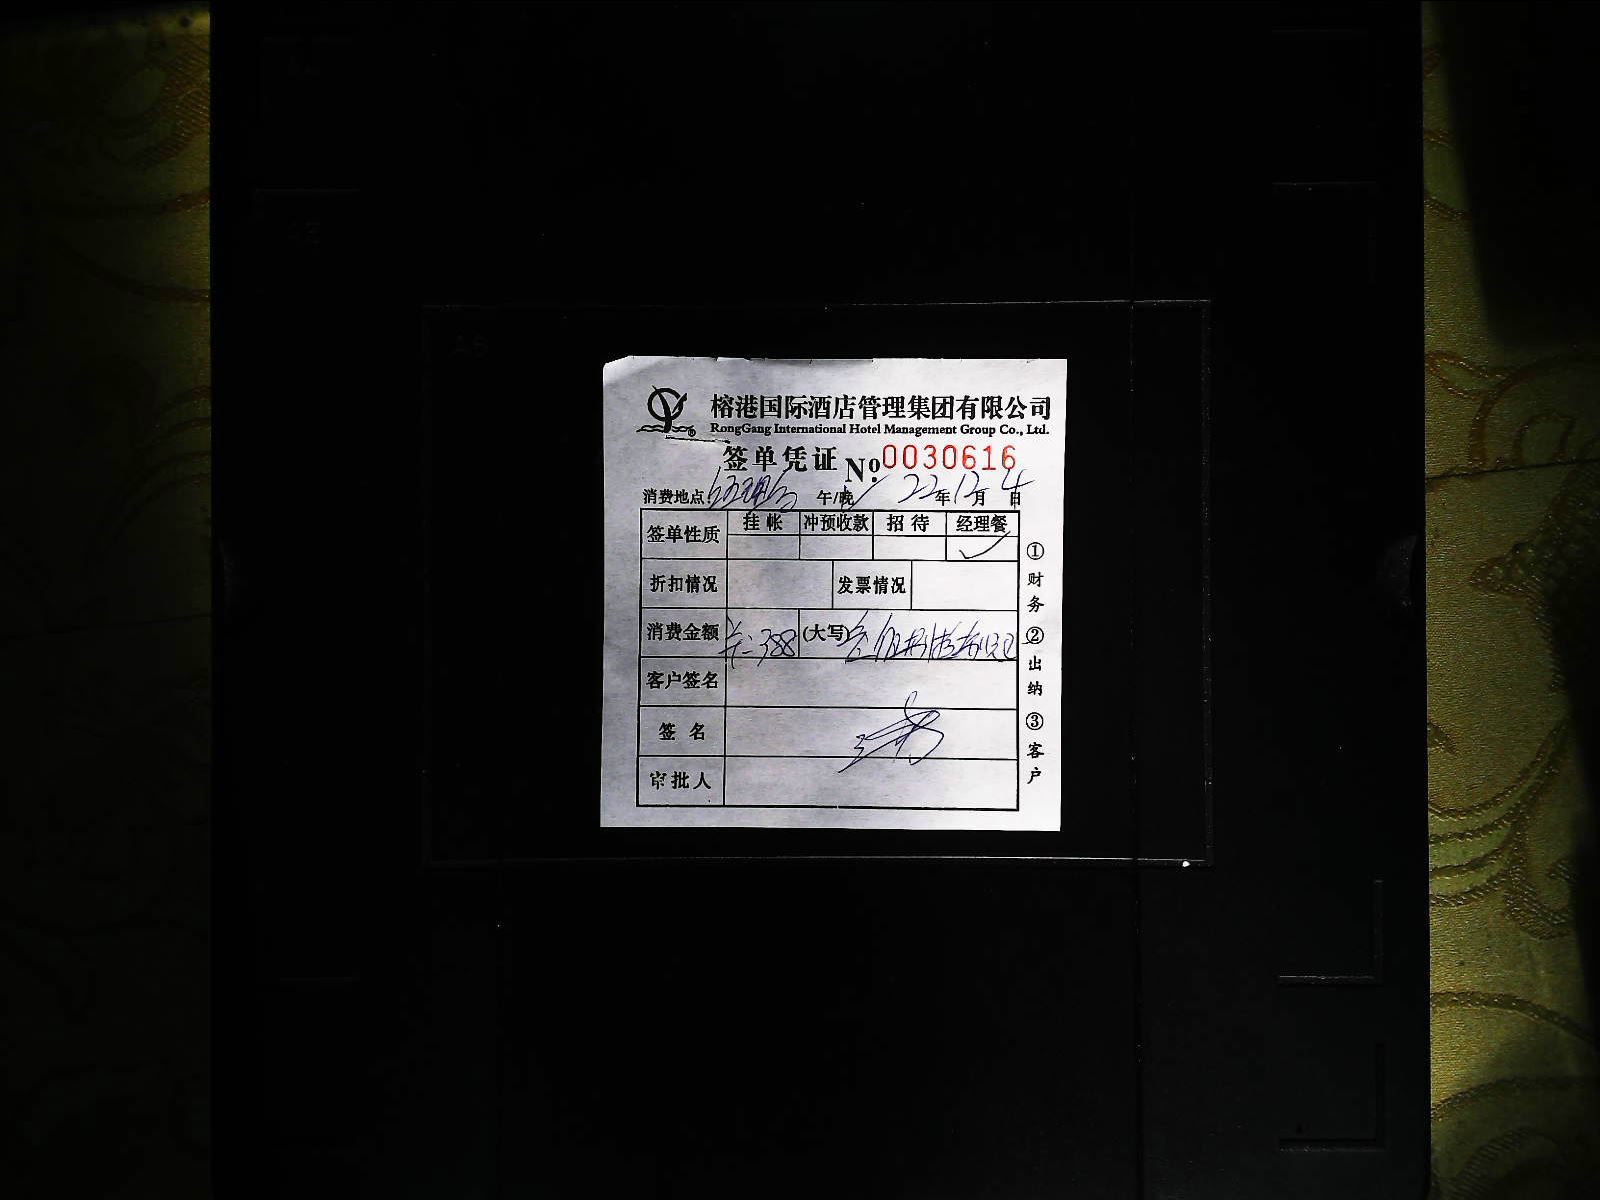 榕港国际酒店管理集团有限公司
RongGang International Hotel Management Group Co., Ltd.
签单凭证 Nº 0030616
消费地点: 午/晚 22年12月4日
签单性质 挂帐 冲预收款 招待 经理餐
✓
折扣情况 发票情况
消费金额 388 (大写)
客户签名
签名
审批人
①财务 ②出纳 ③客户